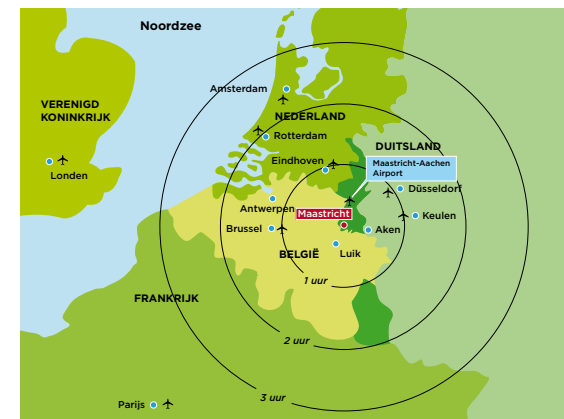 Noordzee
Amsterdam
VERENIGD
KONINKRIJK
NEDERLAND
Rotterdam
DUITSLAND
Eindhoven
Maastricht-Aachen
Airport
Londen
Düsseldorf
Antwerpen
Maastricht
Keulen
Brussel
Aken
BELGIË
Luik
1 uur
FRANKRIJK
2 uur
3 uur
Parijs